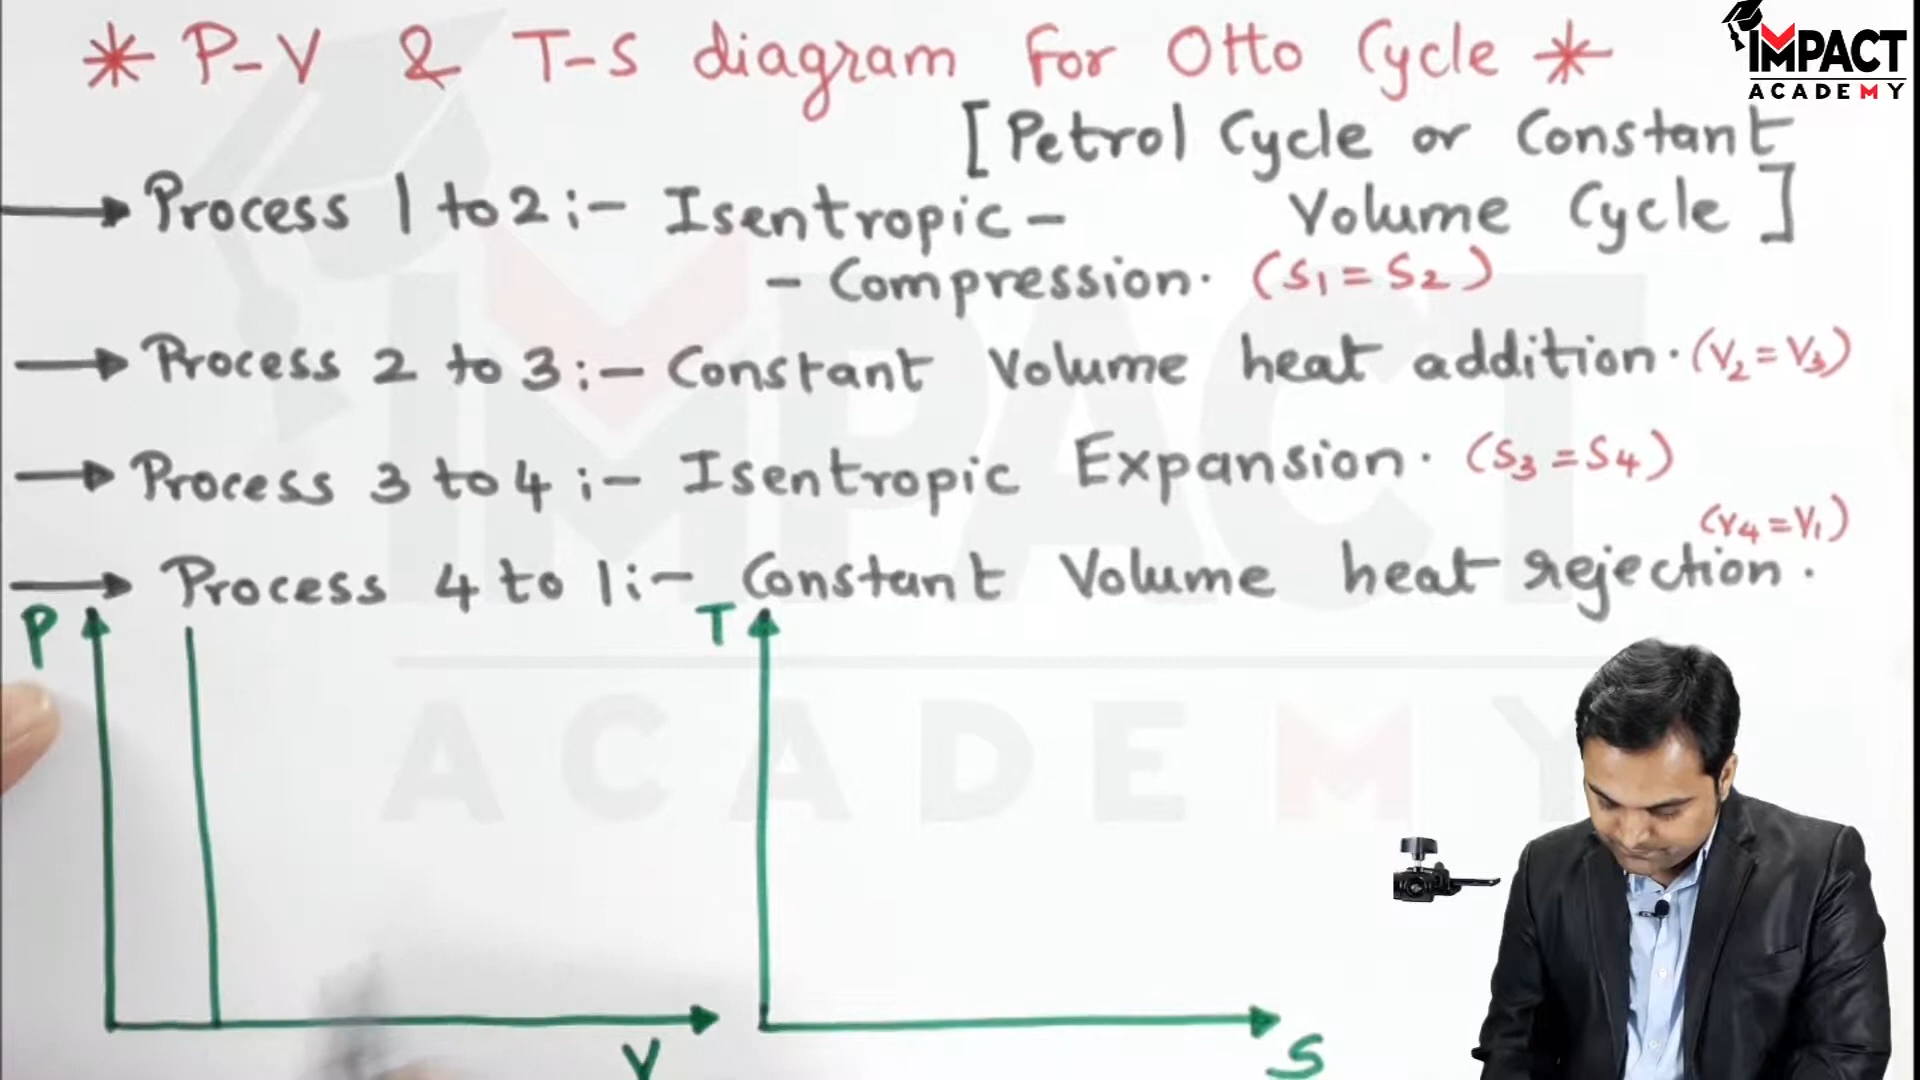 * P-V & T-S diagram For Otto Cycle *
IMPACT
ACADEMY
[Petrol Cycle or Constant
Volume Cycle]
→ Process 1 to 2 :- Isentropic -
- Compression. (S1 = S2)
→ Process 2 to 3 :- Constant Volume heat addition. (V2 = V3)
→ Process 3 to 4 :- Isentropic Expansion. (S3 = S4)
(V4 = V1)
→ Process 4 to 1 :- Constant Volume heat rejection.
P
T
V
S
IMPACT
ACADEMY